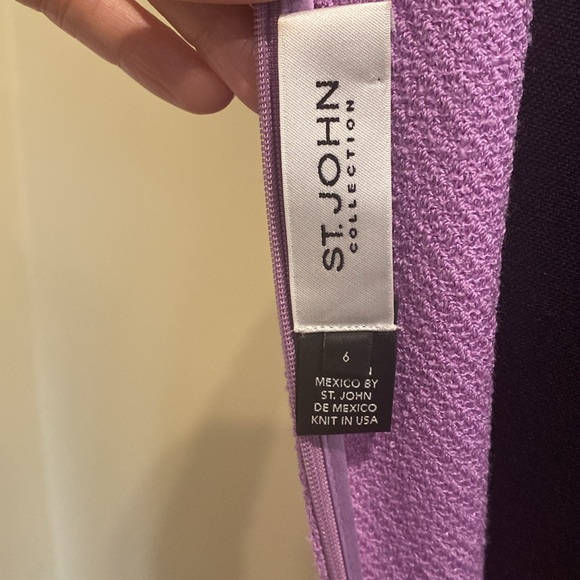 ST. JOHN
COLLECTION
6
MEXICO BY
ST. JOHN
DE MEXICO
KNIT IN USA